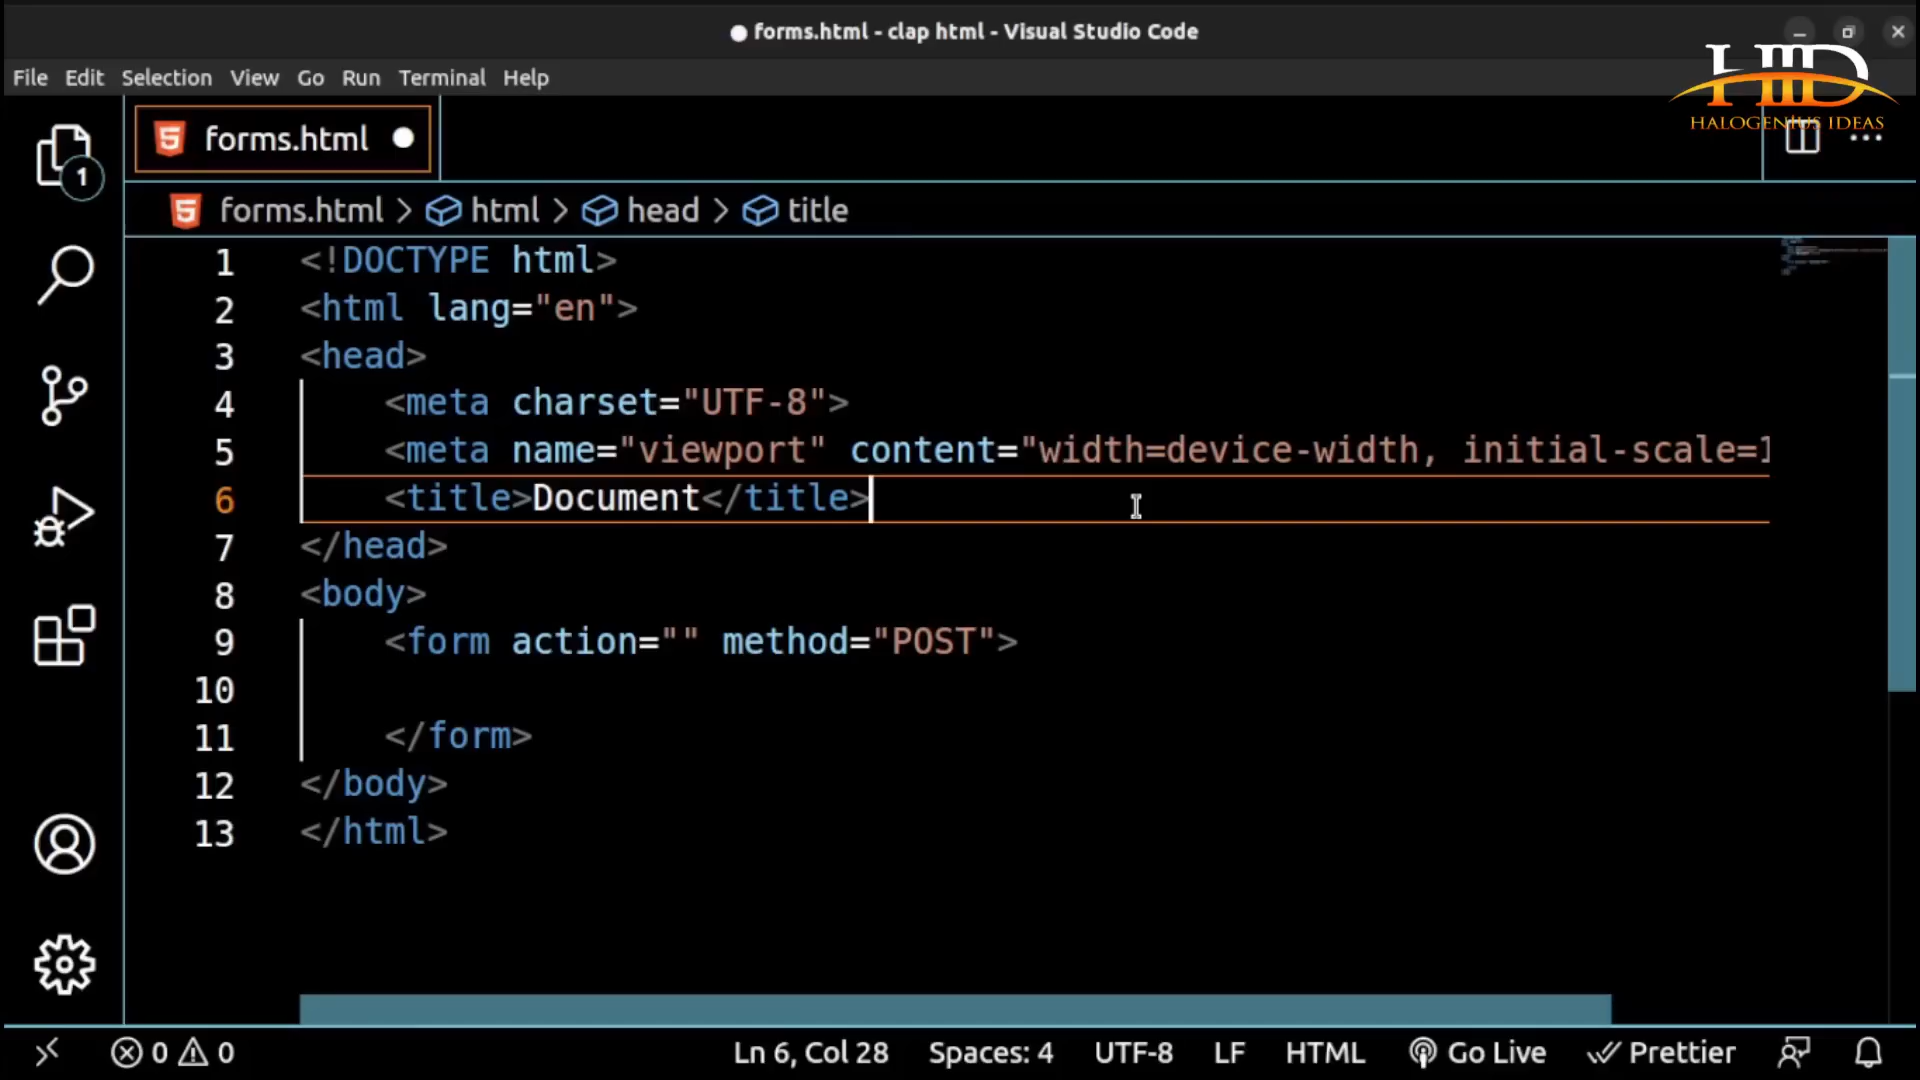 forms.html - clap html - Visual Studio Code
File Edit Selection View Go Run Terminal Help
HID
HALOGENIUS IDEAS
forms.html
1
forms.html > html > head > title
1 <!DOCTYPE html>
2 <html lang="en">
3 <head>
4 <meta charset="UTF-8">
5 <meta name="viewport" content="width=device-width, initial-scale=1
6 <title>Document</title>
7 </head>
8 <body>
9 <form action="" method="POST">
10
11 </form>
12 </body>
13 </html>
0 0 Ln 6, Col 28 Spaces: 4 UTF-8 LF HTML Go Live Prettier